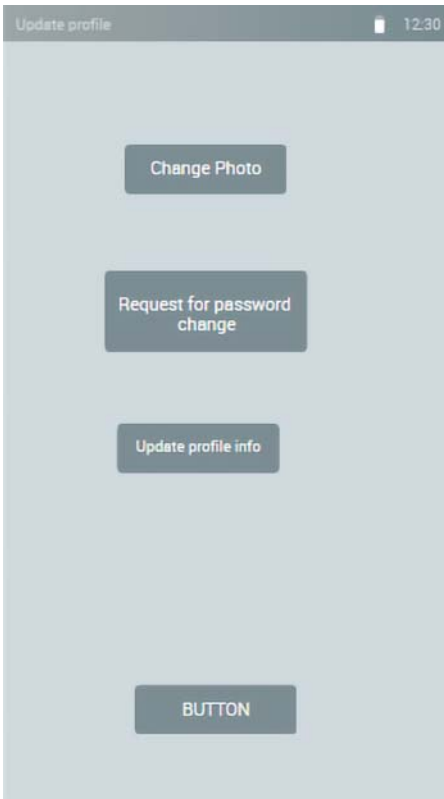 Update profile
12:30
Change Photo
Request for password
change
Update profile info
BUTTON